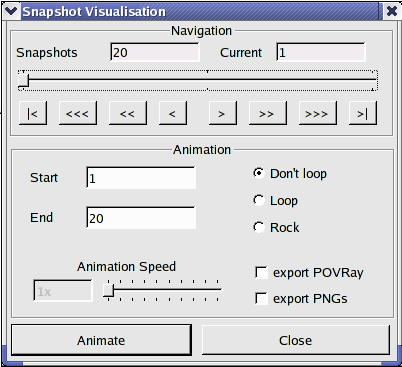 Snapshot Visualisation
Navigation
Snapshots 20 Current 1
|< <<< << < > >> >>> >|
Animation
Start 1 Don't loop
Loop
End 20
Rock
Animation Speed
1x
export POVRay
export PNGs
Animate Close